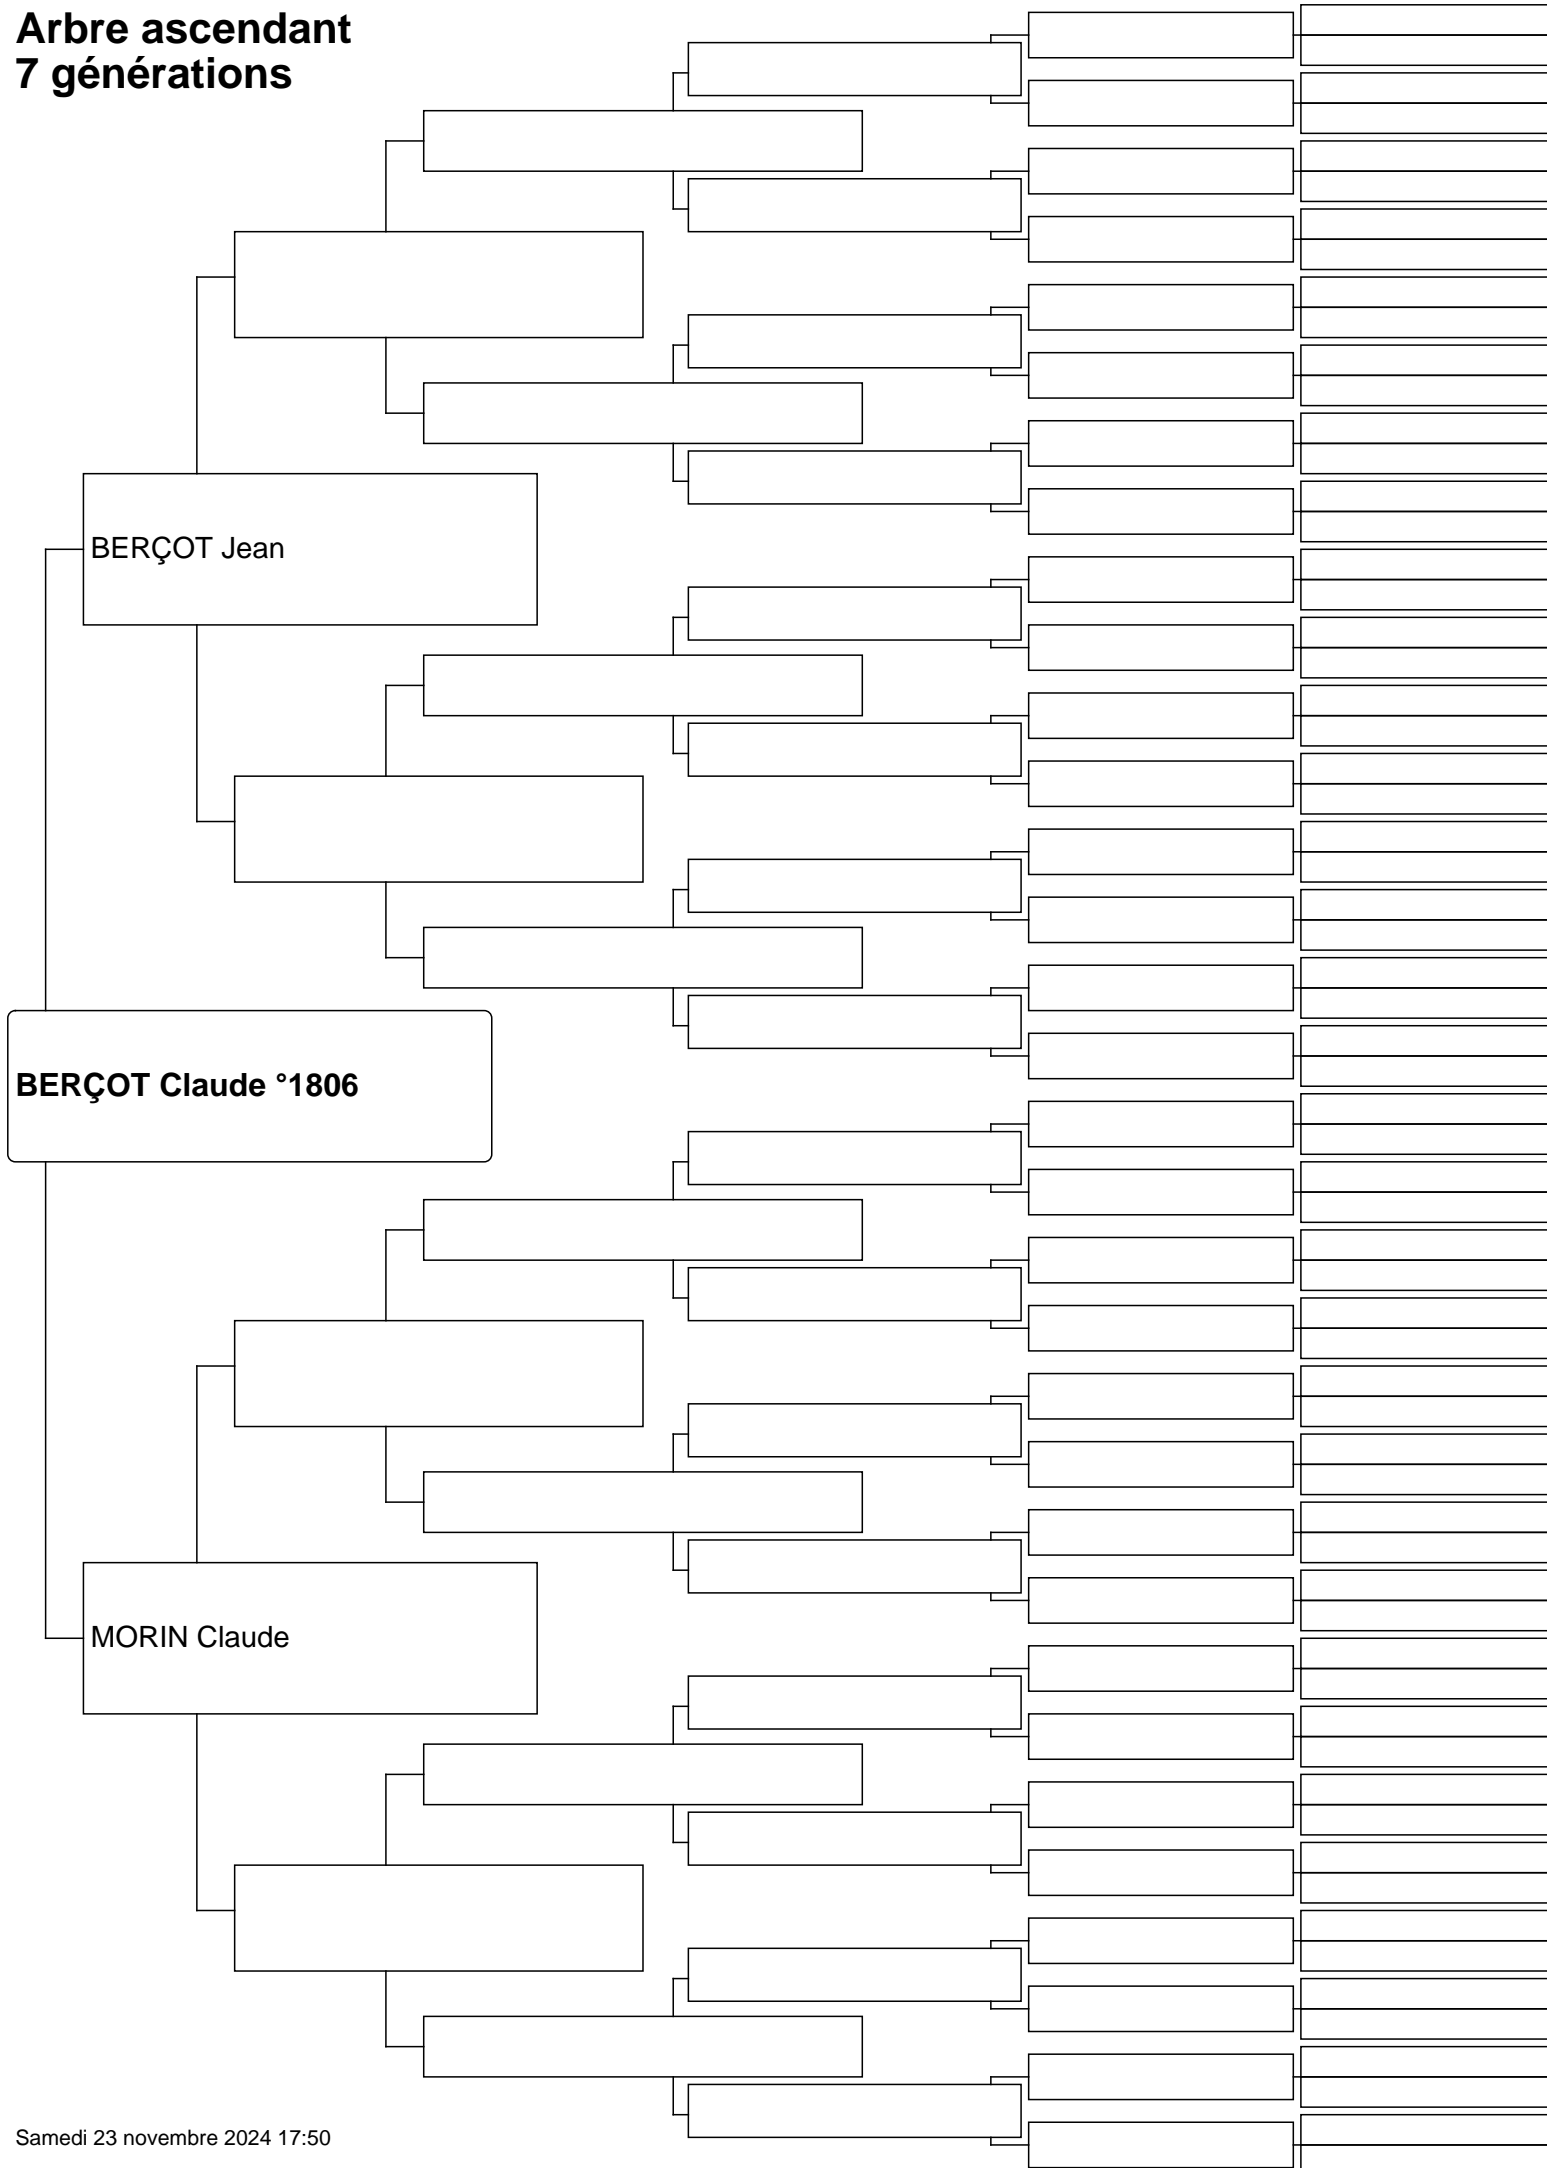 Arbre ascendant
7 générations
BERÇOT Jean
BERÇOT Claude °1806
MORIN Claude
Samedi 23 novembre 2024 17:50